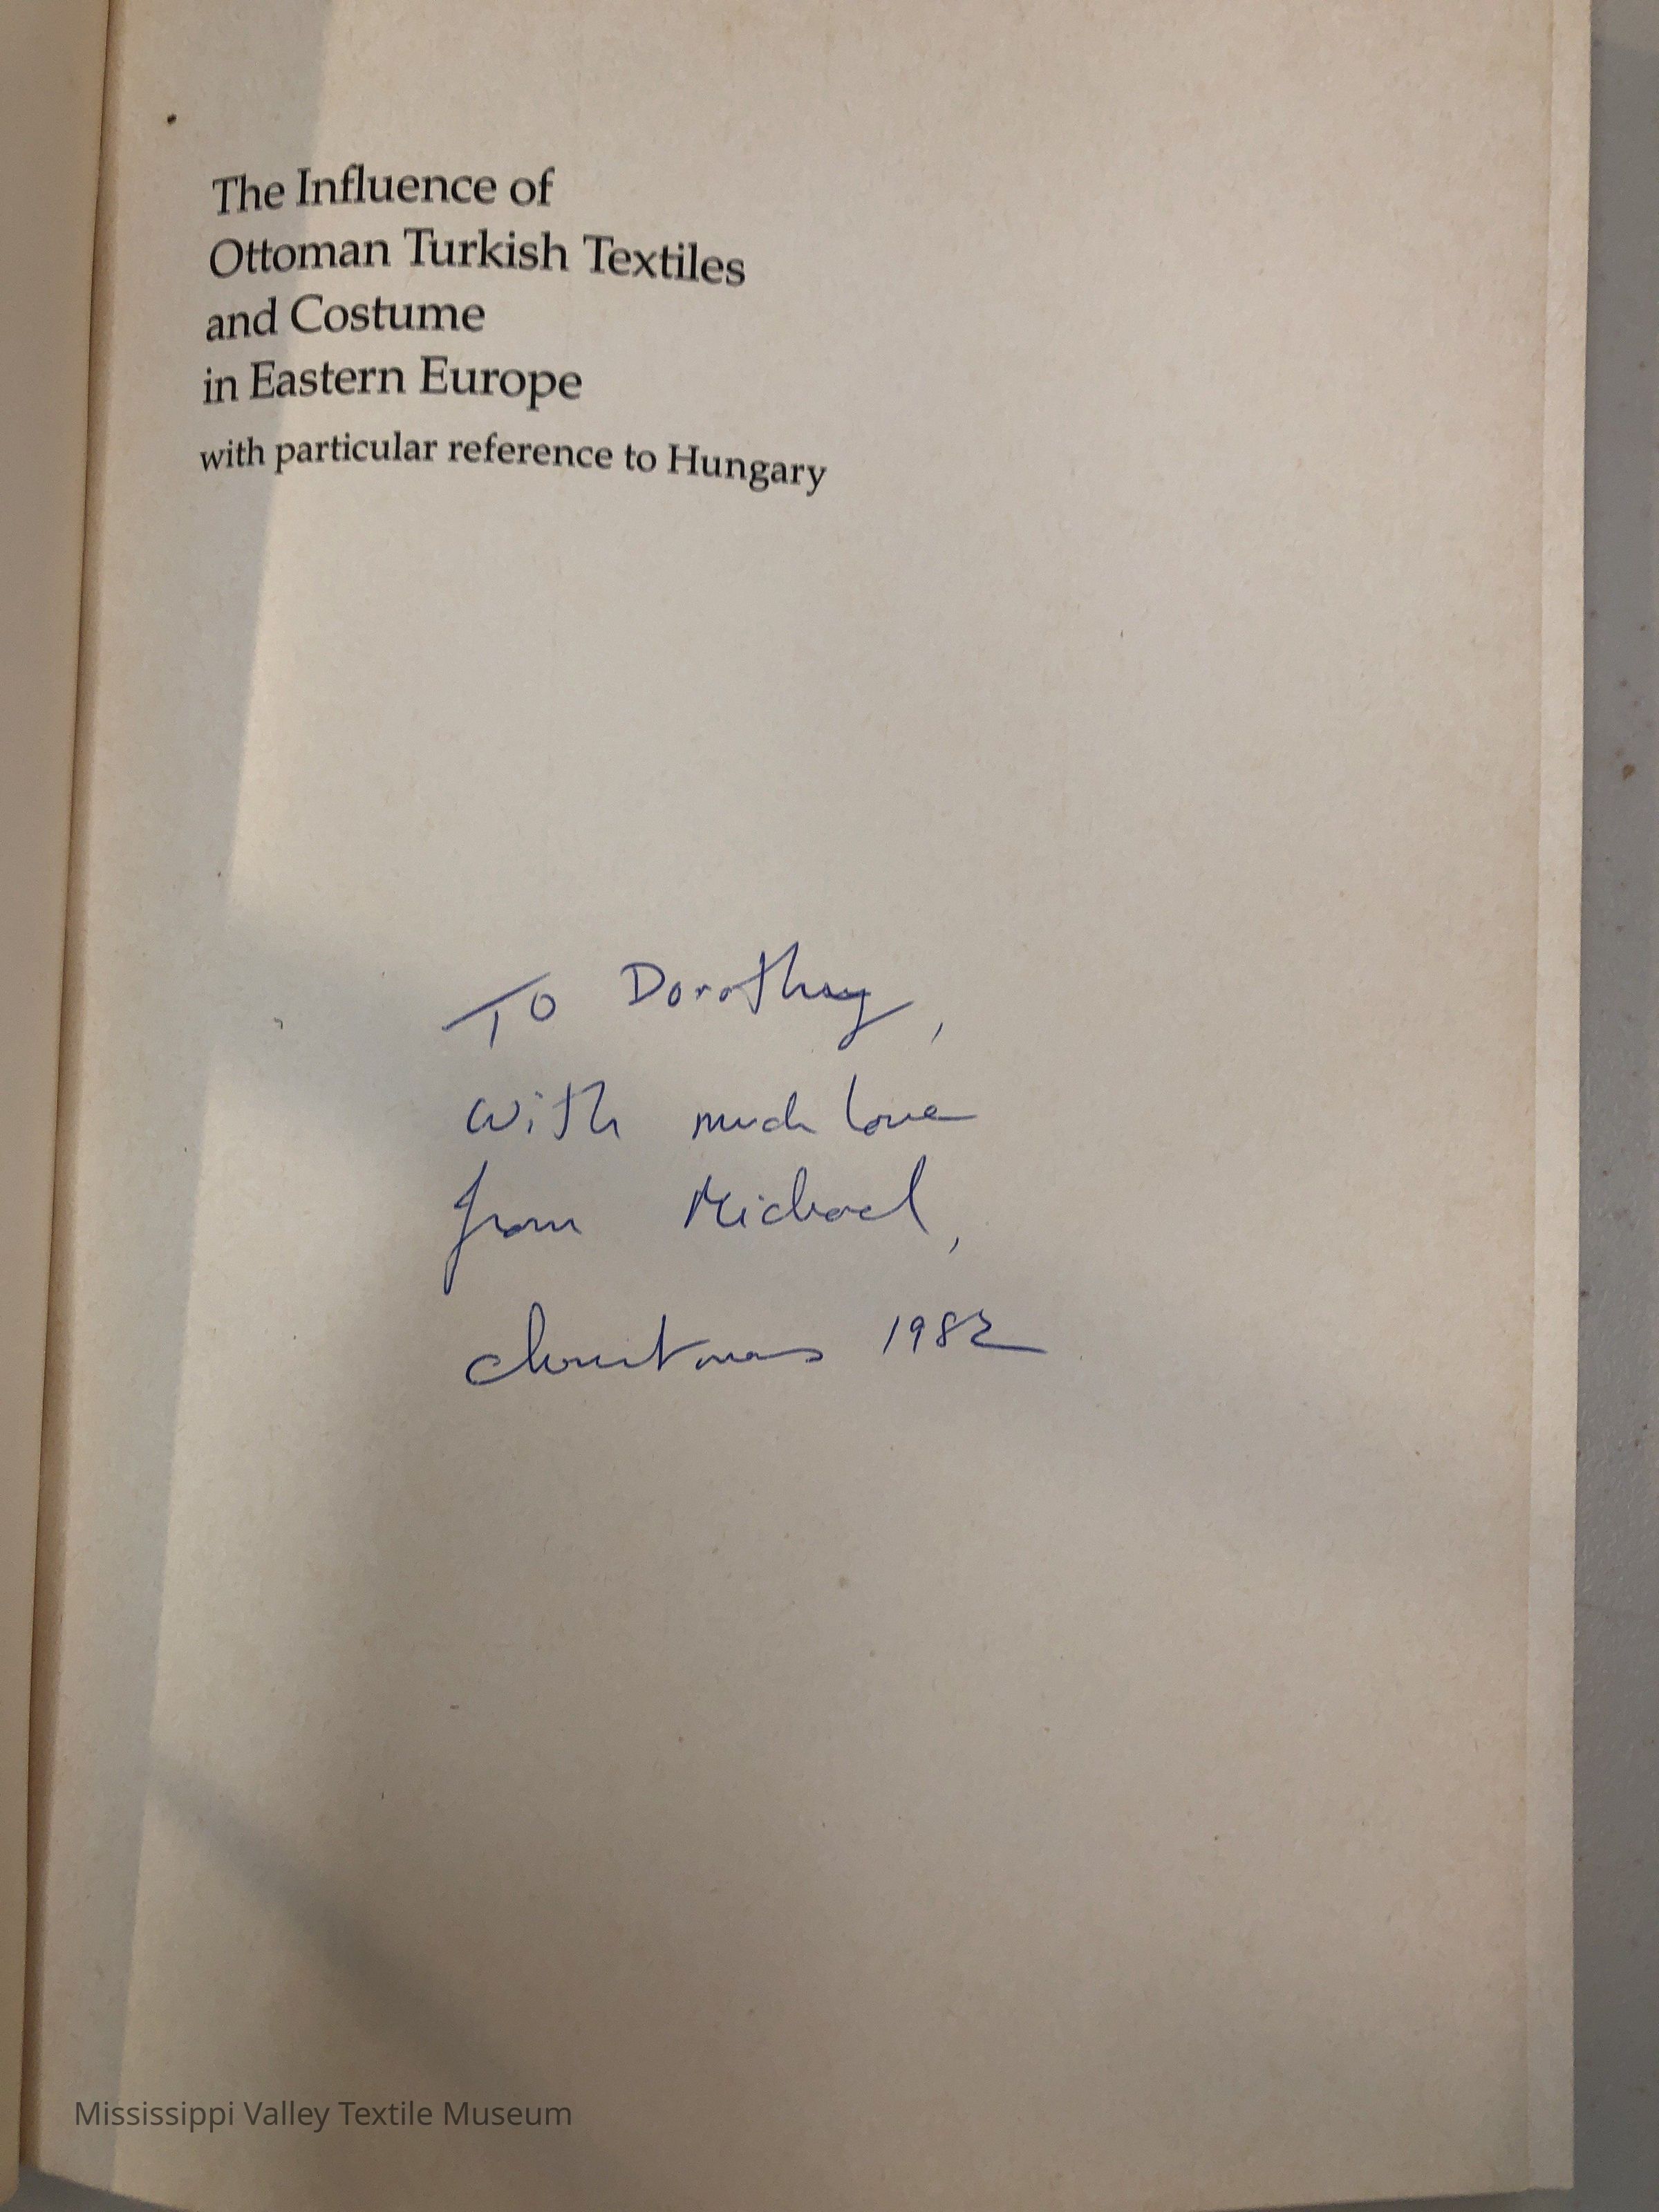 The Influence of
Ottoman Turkish Textiles
and Costume
in Eastern Europe
with particular reference to Hungary
To Dorothy,
with much love
from Michael,
Christmas 1982
Mississippi Valley Textile Museum